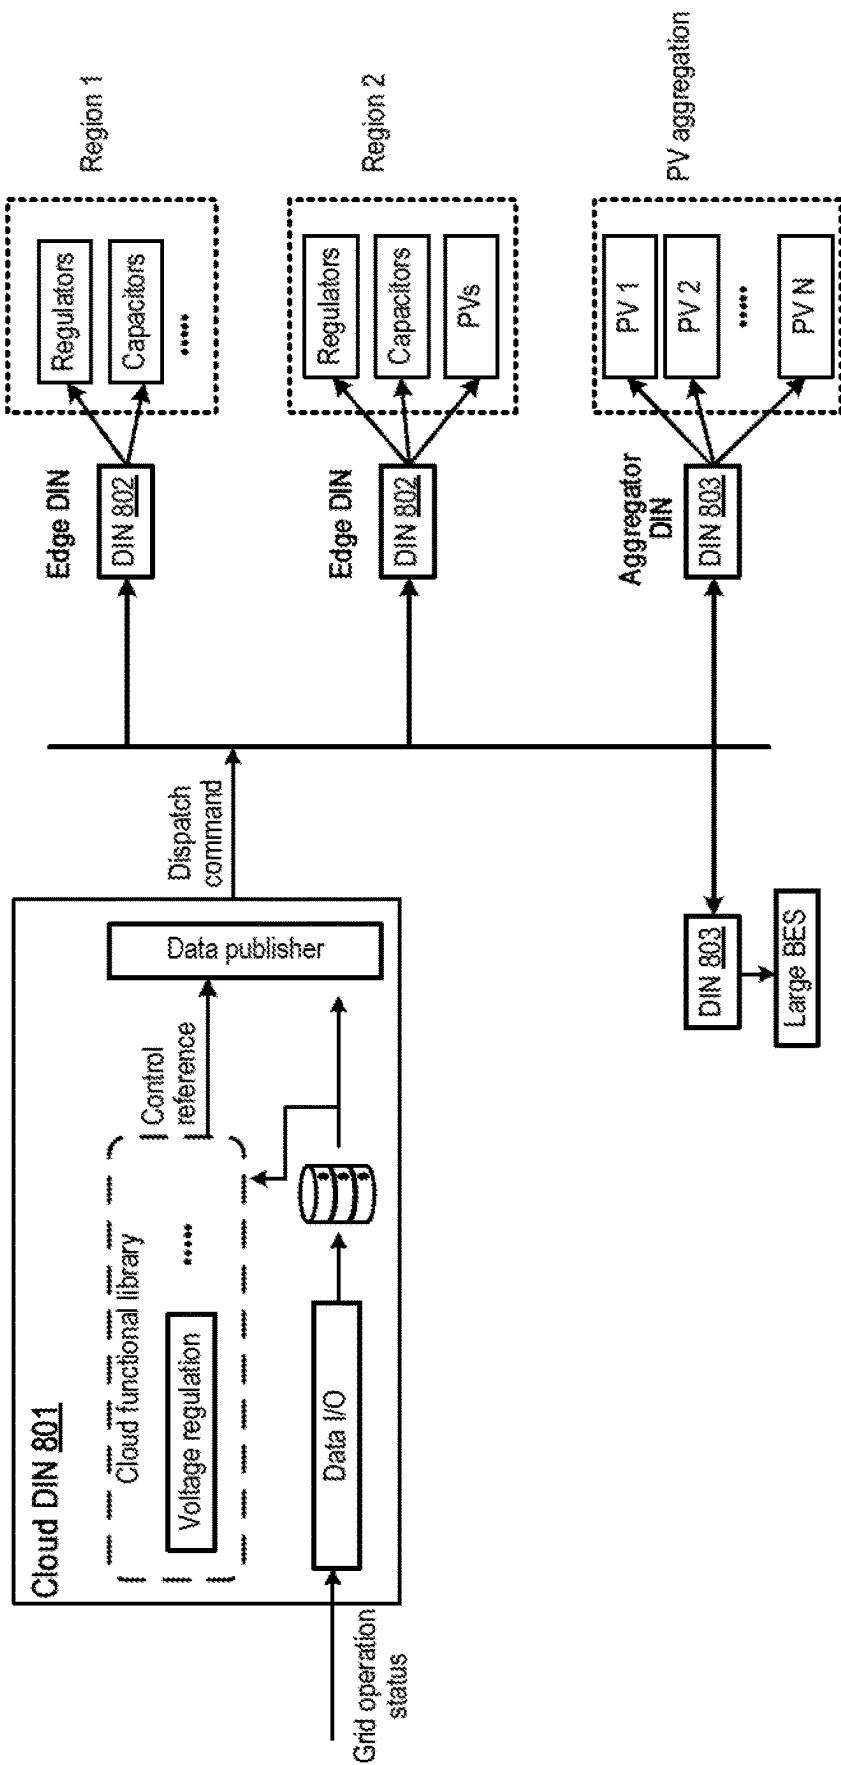 Cloud DIN 801
Cloud functional library
Voltage regulation
.....
Control
reference
Data publisher
Data I/O
Grid operation
status
Dispatch
command
Edge DIN
DIN 802
Regulators
Capacitors
.....
Region 1
Edge DIN
DIN 802
Regulators
Capacitors
PVs
Region 2
Aggregator
DIN
DIN 803
PV 1
PV 2
.....
PV N
PV aggregation
DIN 803
Large BES